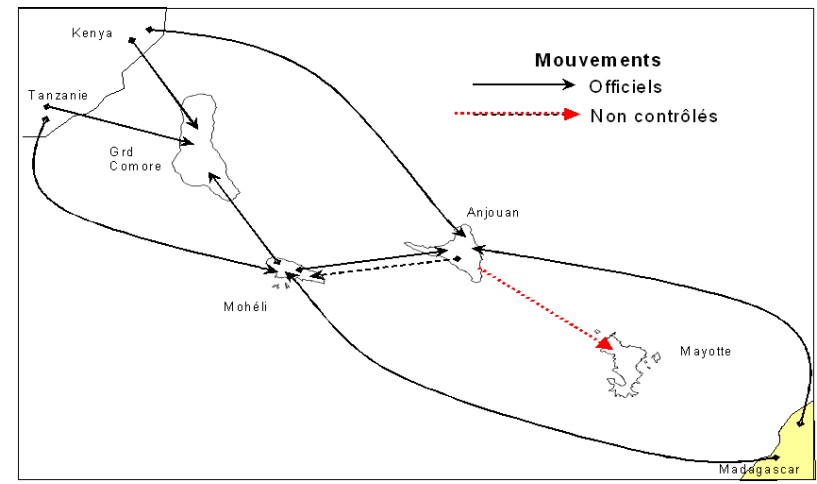 Kenya
Mouvements
Officiels
Tanzanie
Non contrôlés
Grd
Comore
Anjouan
Mohéli
Mayotte
Madagascar